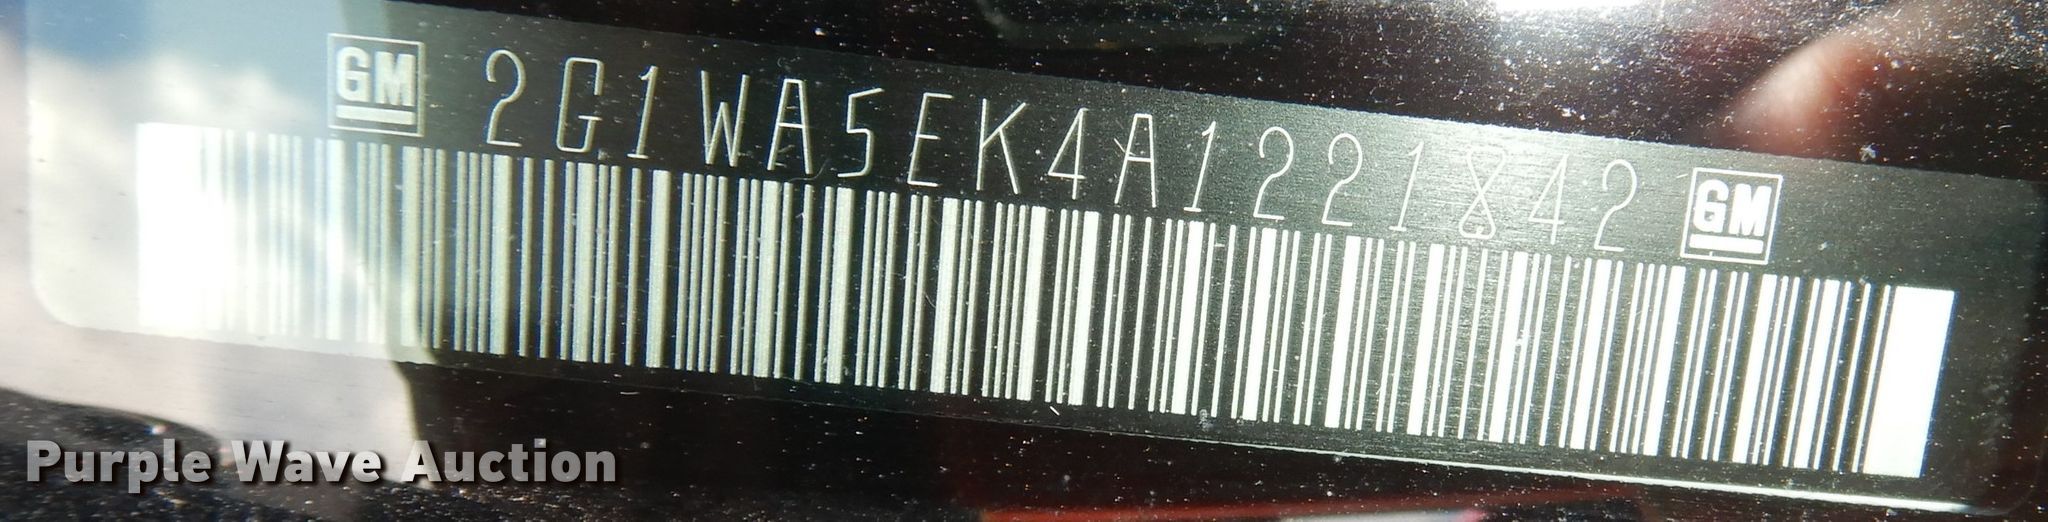 GM 2G1WA5EK4A1221842 GM
Purple Wave Auction